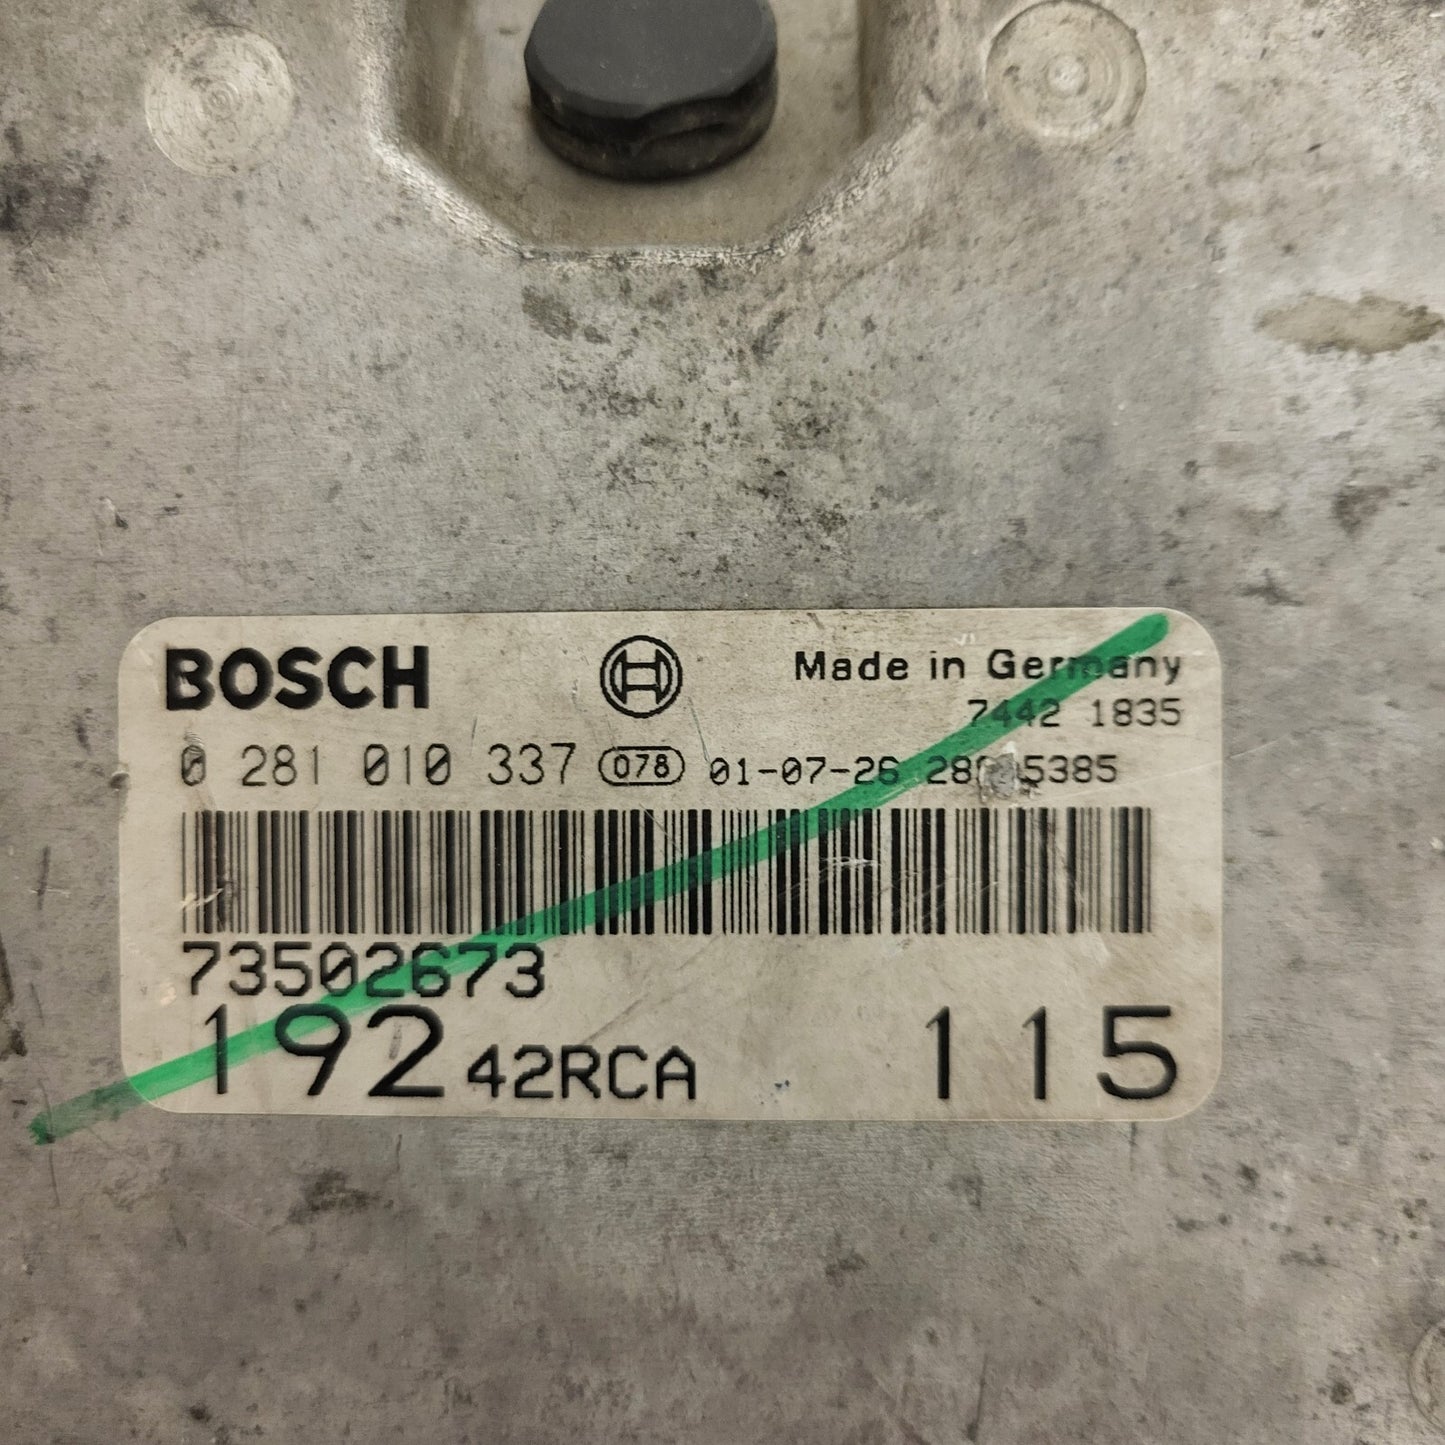 BOSCH Made in Germany
7442 1835
0 281 010 337 078 01-07-26
73502673
192 42RCA 115